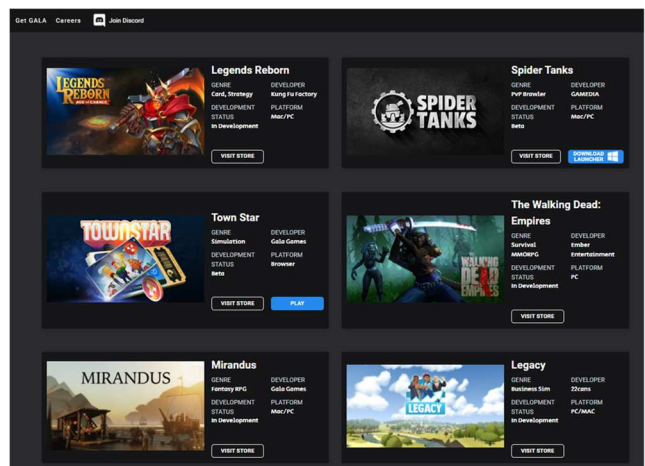 Get GALA Careers Join Discord
LEGENDS
REBORN
AGE OF CHANCE
Legends Reborn
GENRE DEVELOPER
Card, Strategy Kung Fu Factory
DEVELOPMENT PLATFORM
STATUS Mac/PC
In Development
VISIT STORE
SPIDER
TANKS
Spider Tanks
GENRE DEVELOPER
PvP Brawler GAMEDIA
DEVELOPMENT PLATFORM
STATUS Mac/PC
Beta
VISIT STORE DOWNLOAD
LAUNCHER
TOWNSTAR
Town Star
GENRE DEVELOPER
Simulation Gala Games
DEVELOPMENT PLATFORM
STATUS Browser
Beta
VISIT STORE PLAY
THE
WALKING
DEAD
EMPIRES
The Walking Dead:
Empires
GENRE DEVELOPER
Survival Ember
MMORPG Entertainment
DEVELOPMENT PLATFORM
STATUS PC
In Development
VISIT STORE
MIRANDUS
Mirandus
GENRE DEVELOPER
Fantasy RPG Gala Games
DEVELOPMENT PLATFORM
STATUS Mac/PC
In Development
VISIT STORE
LEGACY
Legacy
GENRE DEVELOPER
Business Sim 22cans
DEVELOPMENT PLATFORM
STATUS PC/MAC
In Development
VISIT STORE